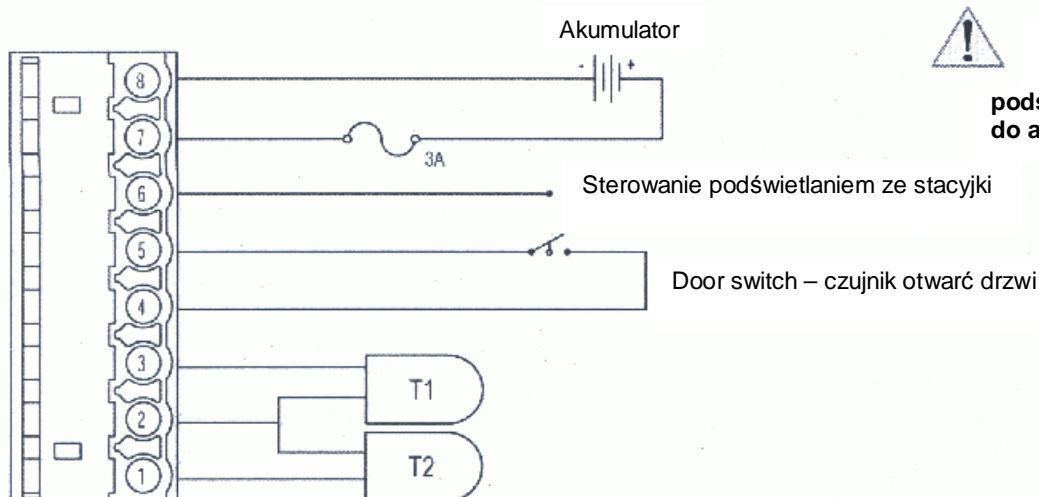 Akumulator
- +
8
7
3A
6
Sterowanie podświetlaniem ze stacyjki
5
Door switch – czujnik otwarć drzwi
4
3
T1
2
T2
1
do a